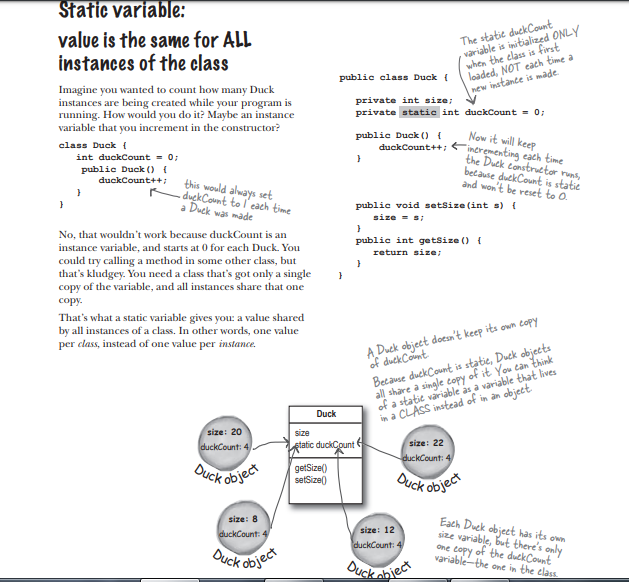 Static variable:
value is the same for ALL
instances of the class
Imagine you wanted to count how many Duck
instances are being created while your program is
running. How would you do it? Maybe an instance
variable that you increment in the constructor?
class Duck {
int duckCount = 0;
public Duck() {
duckCount++;
}
}
this would always set
duckCount to 1 each time
a Duck was made
No, that wouldn't work because duckCount is an
instance variable, and starts at 0 for each Duck. You
could try calling a method in some other class, but
that's kludgey. You need a class that's got only a single
copy of the variable, and all instances share that one
copy.
That's what a static variable gives you: a value shared
by all instances of a class. In other words, one value
per class, instead of one value per instance.
The static duckCount
variable is initialized ONLY
when the class is first
loaded, NOT each time a
new instance is made.
public class Duck {
private int size;
private static int duckCount = 0;
public Duck() {
duckCount++;
}
Now it will keep
incrementing each time
the Duck constructor runs,
because duckCount is static
and won't be reset to 0.
public void setSize(int s) {
size = s;
}
public int getSize() {
return size;
}
}
A Duck object doesn't keep its own copy
of duckCount.
Because duckCount is static, Duck objects
all share a single copy of it. You can think
of a static variable as a variable that lives
in a CLASS instead of in an object.
Duck
size
static duckCount
getSize()
setSize()
size: 20
duckCount: 4
Duck object
size: 22
duckCount: 4
Duck object
size: 8
duckCount: 4
Duck object
size: 12
duckCount: 4
Duck object
Each Duck object has its own
size variable, but there's only
one copy of the duckCount
variable—the one in the class.